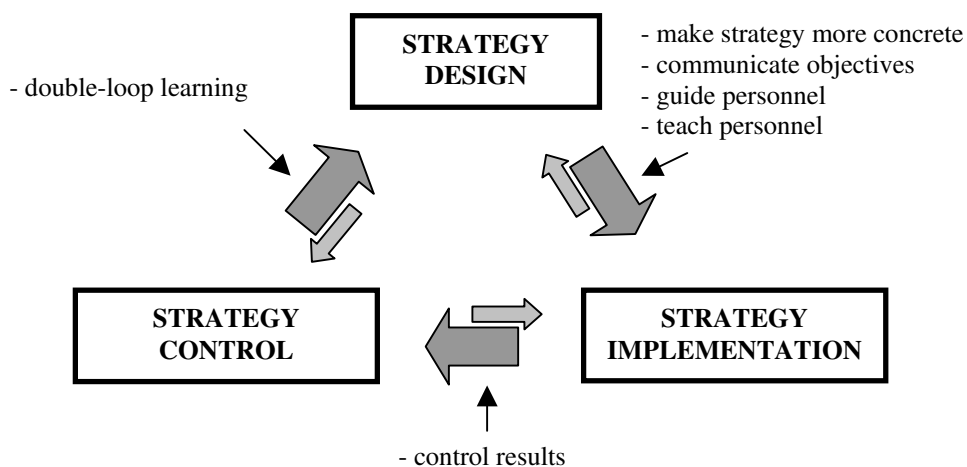 STRATEGY
DESIGN
- make strategy more concrete
- communicate objectives
- guide personnel
- teach personnel
- double-loop learning
STRATEGY
CONTROL
STRATEGY
IMPLEMENTATION
- control results